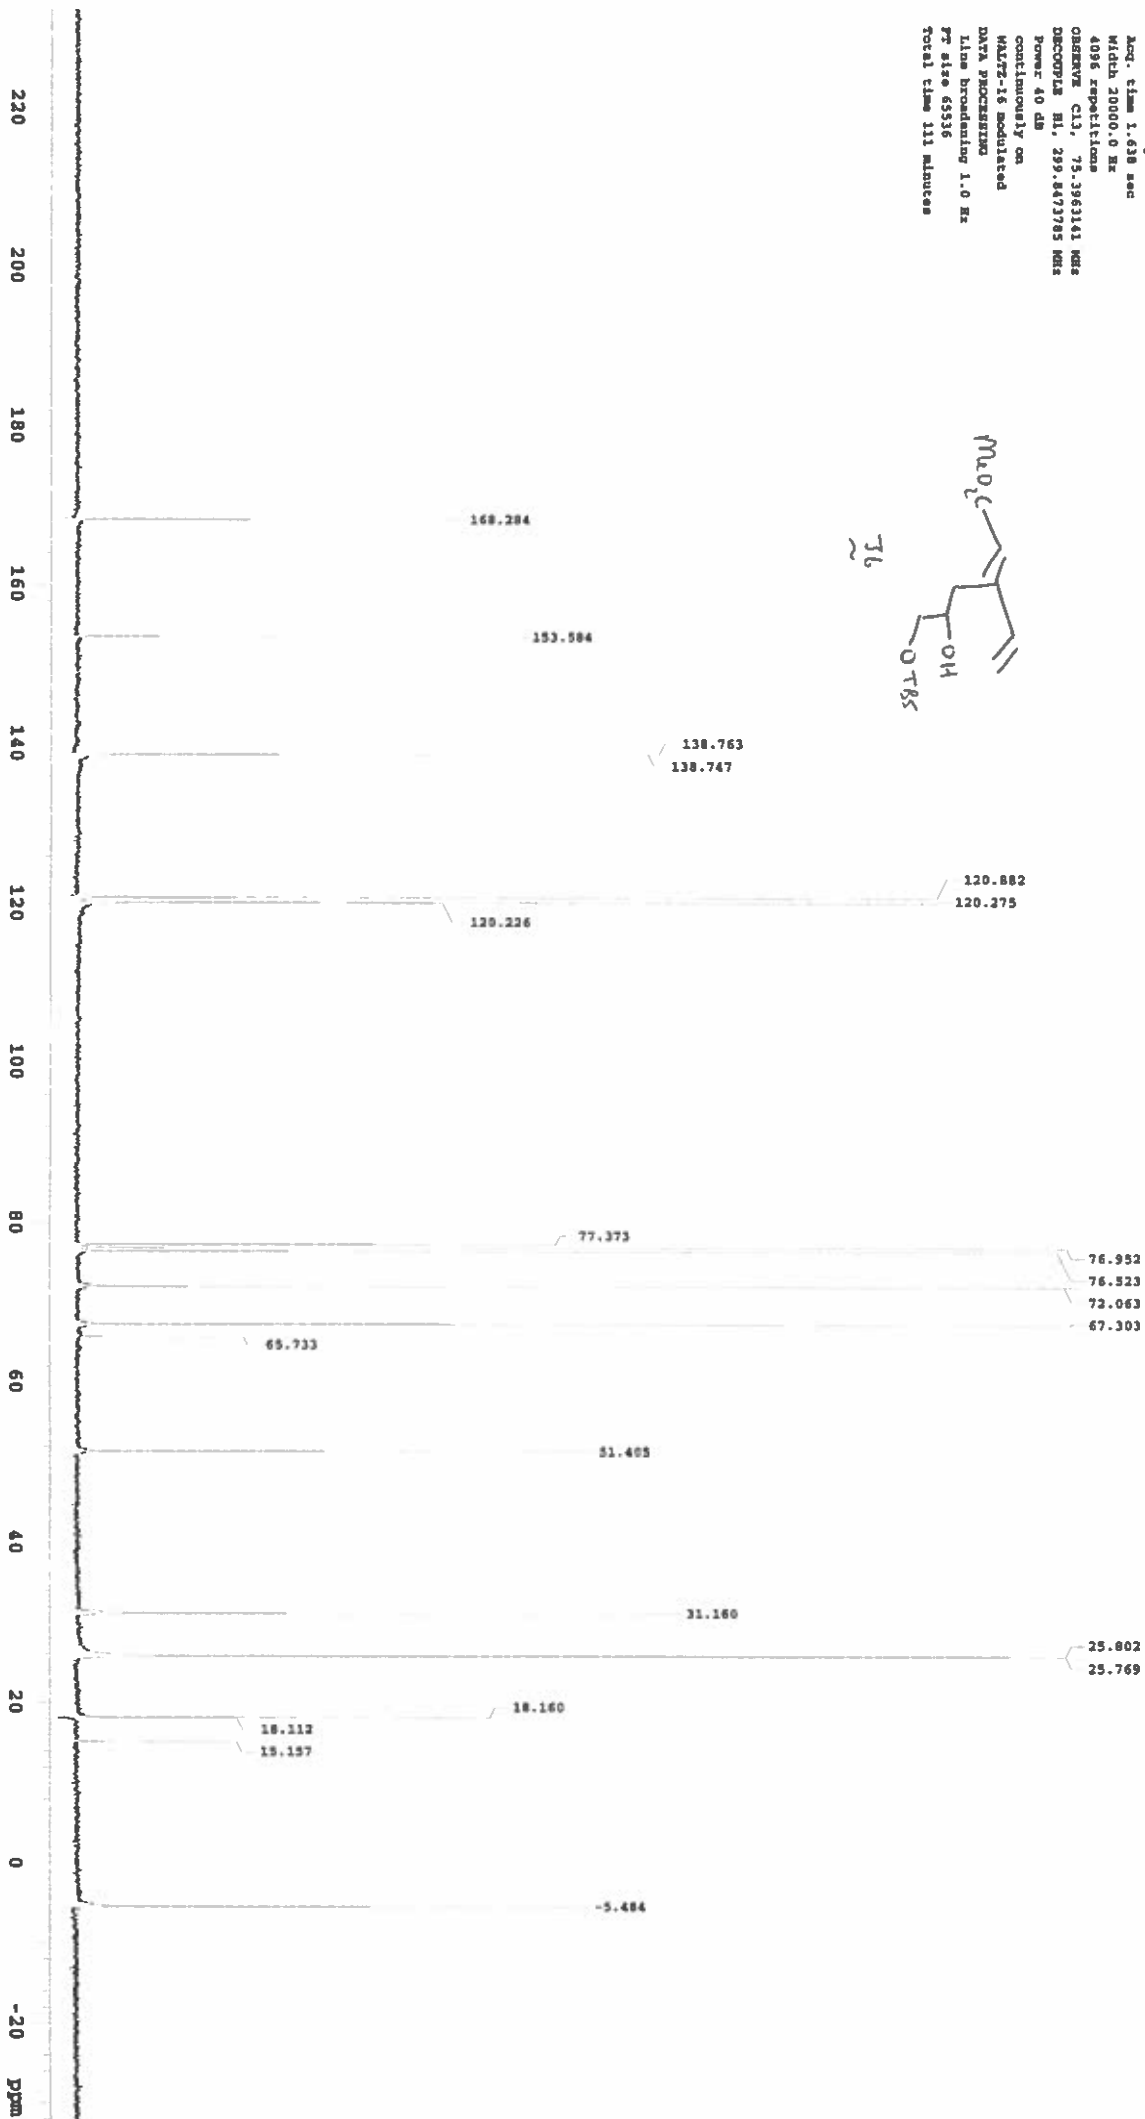 Acq. time 1.638 sec
Width 20000.0 Hz
4096 repetitions
OBSERVE C13, 75.3963141 MHz
DECOUPLE H1, 299.8473785 MHz
Power 40 dB
continuously on
WALTZ-16 modulated
DATA PROCESSING
Line broadening 1.0 Hz
FT size 65536
Total time 111 minutes
MeO2C
OH
OTBS
168.284
153.584
138.763
138.747
120.882
120.275
120.226
77.373
76.952
76.523
72.063
67.303
65.733
51.405
31.160
25.802
25.769
18.160
18.112
15.157
-5.484
220
200
180
160
140
120
100
80
60
40
20
0
-20
ppm